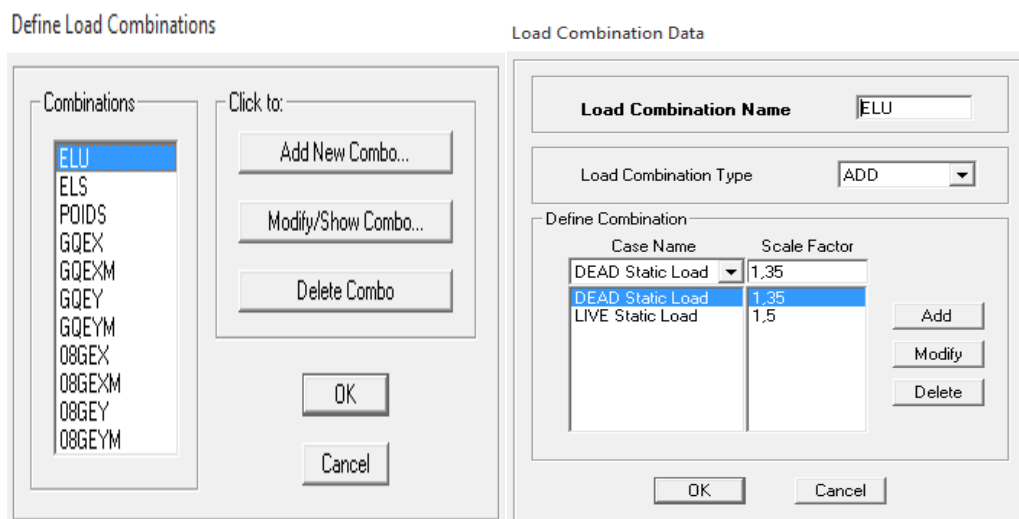 Define Load Combinations
Combinations
ELU
ELS
POIDS
GQEX
GQEXM
GQEY
GQEYM
08GEX
08GEXM
08GEY
08GEYM
Click to:
Add New Combo...
Modify/Show Combo...
Delete Combo
OK
Cancel
Load Combination Data
Load Combination Name ELU
Load Combination Type ADD
Define Combination
Case Name Scale Factor
DEAD Static Load 1,35
DEAD Static Load 1,35
LIVE Static Load 1,5
Add
Modify
Delete
OK Cancel